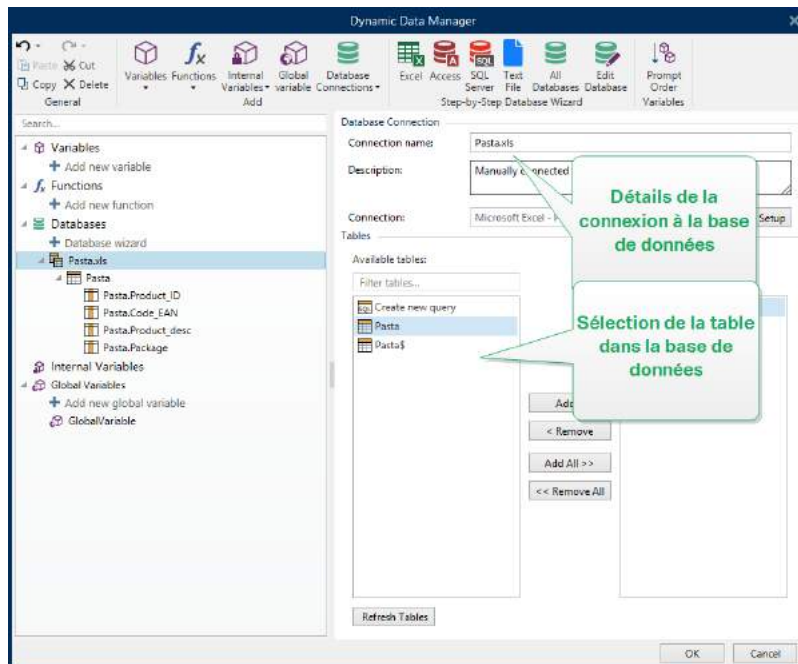 Dynamic Data Manager
Paste Cut
Copy Delete
General
Variables Functions Internal Variables Global variable Database Connections
Add
Excel Access SQL Server Text File All Databases Edit Database
Step-by-Step Database Wizard
Prompt Order
Variables
Search...
Variables
Add new variable
Functions
Add new function
Databases
Database wizard
Pasta.xls
Pasta
Pasta.Product_ID
Pasta.Code_EAN
Pasta.Product_desc
Pasta.Package
Internal Variables
Global Variables
Add new global variable
GlobalVariable
Database Connection
Connection name: Pasta.xls
Description: Manually connected
Connection: Microsoft Excel - Setup
Détails de la
connexion à la base
de données
Tables
Available tables:
Filter tables...
Create new query
Pasta
Pasta$
Sélection de la table
dans la base de
données
< Remove
Add All >>
<< Remove All
Refresh Tables
OK Cancel